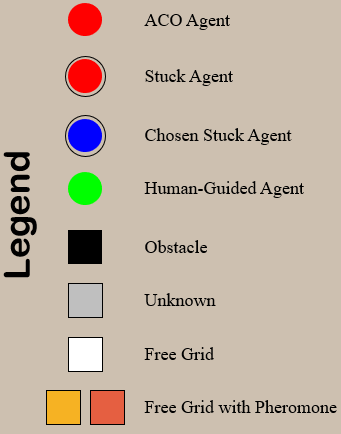 Legend
ACO Agent
Stuck Agent
Chosen Stuck Agent
Human-Guided Agent
Obstacle
Unknown
Free Grid
Free Grid with Pheromone